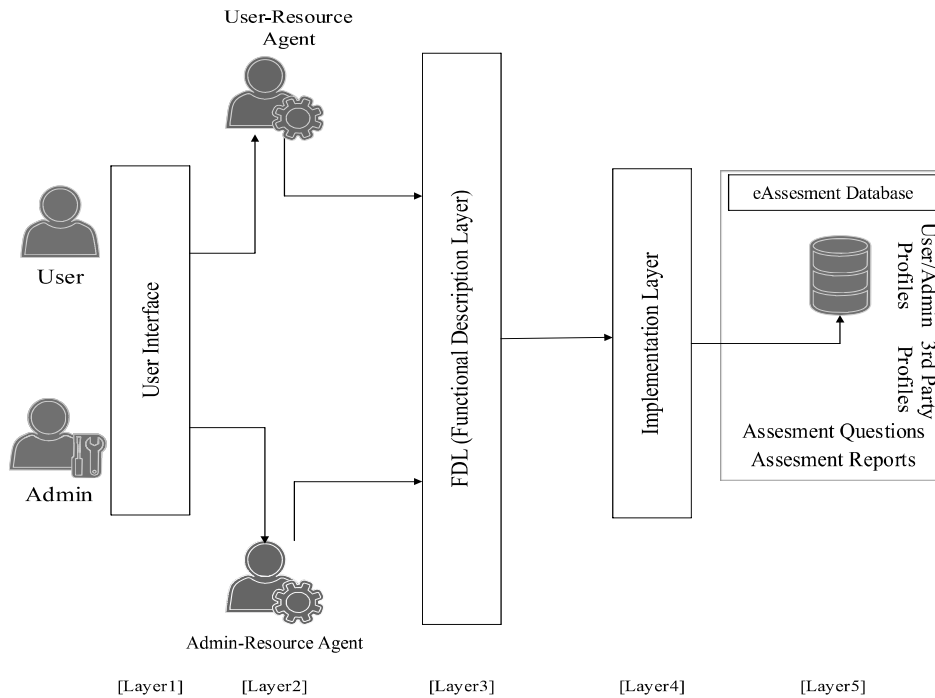 User-Resource
Agent
User
Admin
User Interface
Admin-Resource Agent
FDL (Functional Description Layer)
Implementation Layer
eAssesment Database
User/Admin
Profiles
3rd Party
Profiles
Assesment Questions
Assesment Reports
[Layer1]
[Layer2]
[Layer3]
[Layer4]
[Layer5]